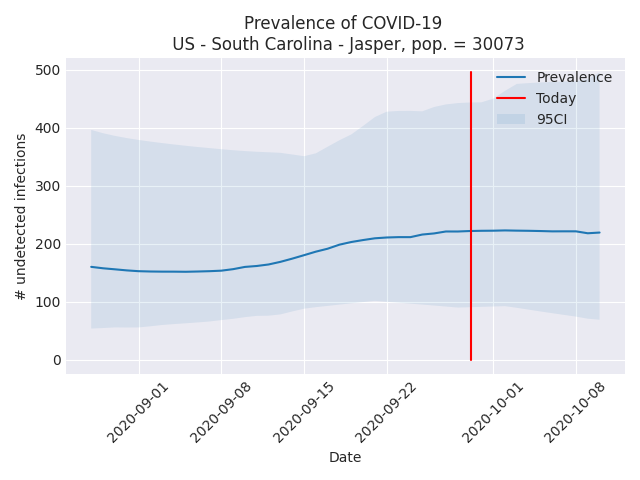 Prevalence of COVID-19
US - South Carolina - Jasper, pop. = 30073
500
400
300
200
100
0
# undetected infections
Prevalence
Today
95CI
2020-09-01
2020-09-08
2020-09-15
2020-09-22
2020-10-01
2020-10-08
Date